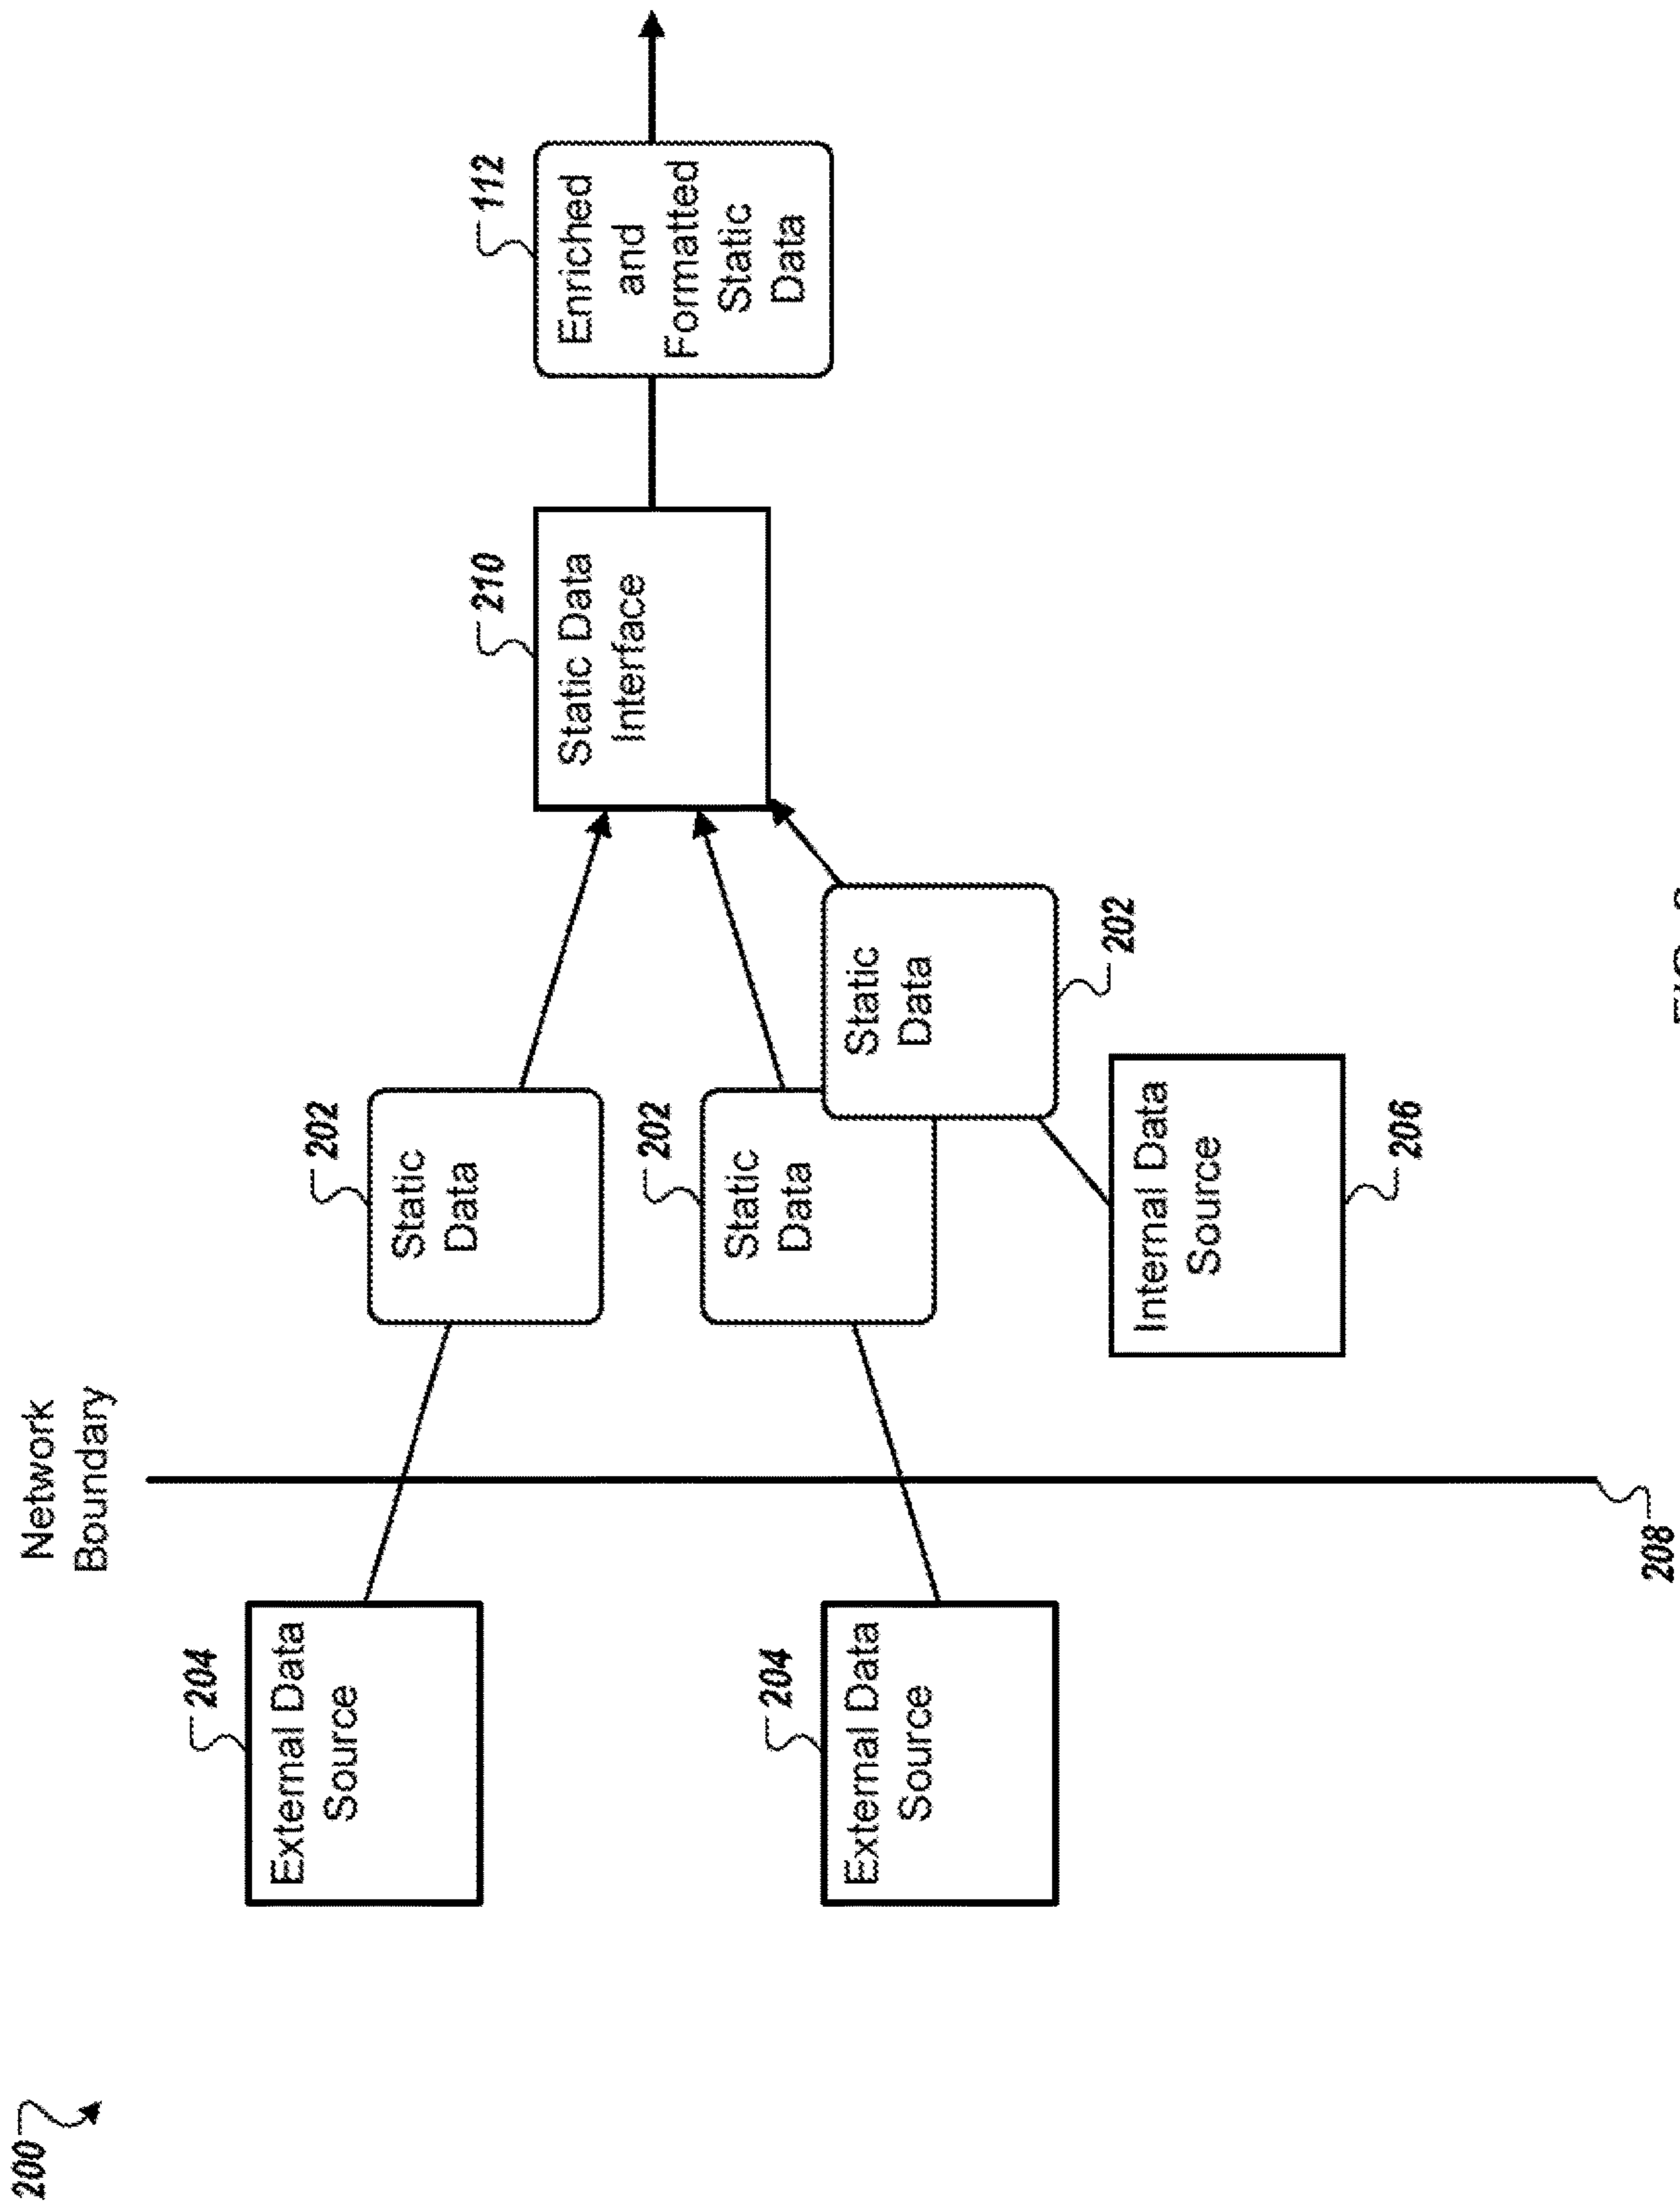 200
Network
Boundary
204
External Data
Source
204
External Data
Source
208
202
Static
Data
202
Static
Data
202
Static
Data
Internal Data
Source
206
210
Static Data
Interface
112
Enriched
and
Formatted
Static
Data